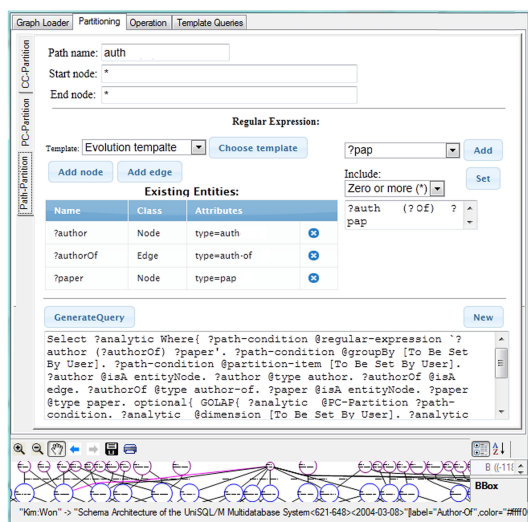 Graph Loader Partitioning Operation Template Queries
CC-Partition
PC-Partition
Path-Partition
Path name: auth
Start node: *
End node: *
Regular Expression:
Template: Evolution tempalte Choose template ?pap Add
Add node Add edge Include: Set
Zero or more (*)
Existing Entities:
Name Class Attributes
?author Node type=auth
?authorOf Edge type=auth-of
?paper Node type=pap
?auth (?Of) ?
pap
GenerateQuery New
Select ?analytic Where{ ?path-condition @regular-expression `?
author (?authorOf) ?paper'. ?path-condition @groupBy [To Be Set
By User]. ?path-condition @partition-item [To Be Set By User].
?author @isA entityNode. ?author @type author. ?authorOf @isA
edge. ?authorOf @type author-of. ?paper @isA entityNode. ?paper
@type paper. optional{ GOLAP{ ?analytic @PC-Partition ?path-
condition. ?analytic @dimension [To Be Set By User]. ?analytic
B ((-118
BBox
"Kim:Won" -> "Schema Architecture of the UniSQL/M Multidatabase System<621-648><2004-03-08>"[label="Author-Of",color="#ffff